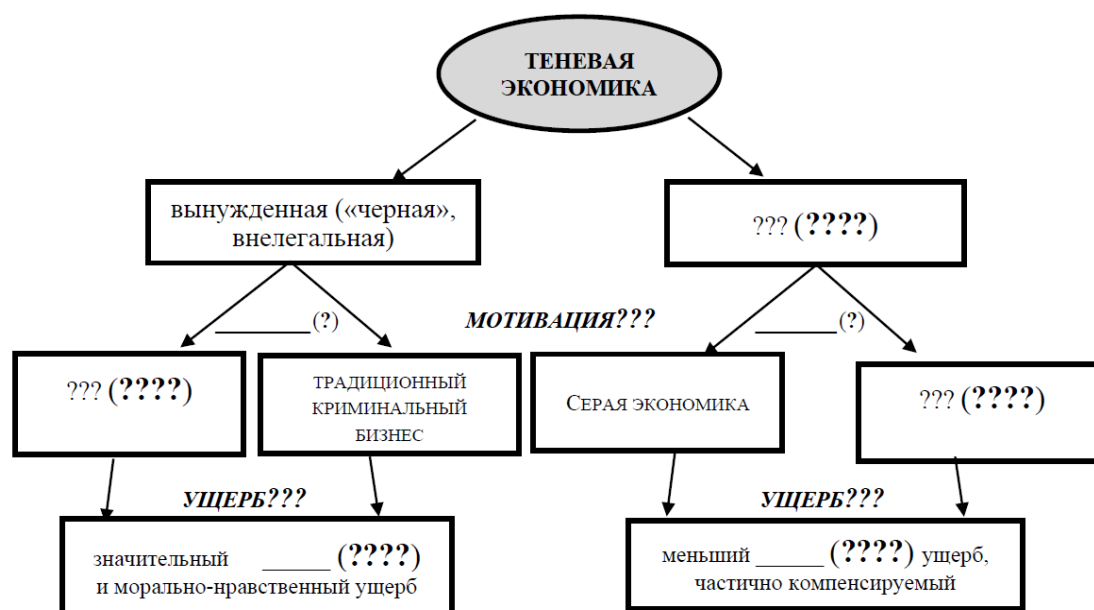 ТЕНЕВАЯ
ЭКОНОМИКА
вынужденная («черная»,
внелегальная)
??? (????)
_________(?)
МОТИВАЦИЯ???
________(?)
??? (????)
ТРАДИЦИОННЫЙ
КРИМИНАЛЬНЫЙ
БИЗНЕС
СЕРАЯ ЭКОНОМИКА
??? (????)
УЩЕРБ???
УЩЕРБ???
значительный ______ (????)
и морально-нравственный ущерб
меньший ______ (????) ущерб,
частично компенсируемый